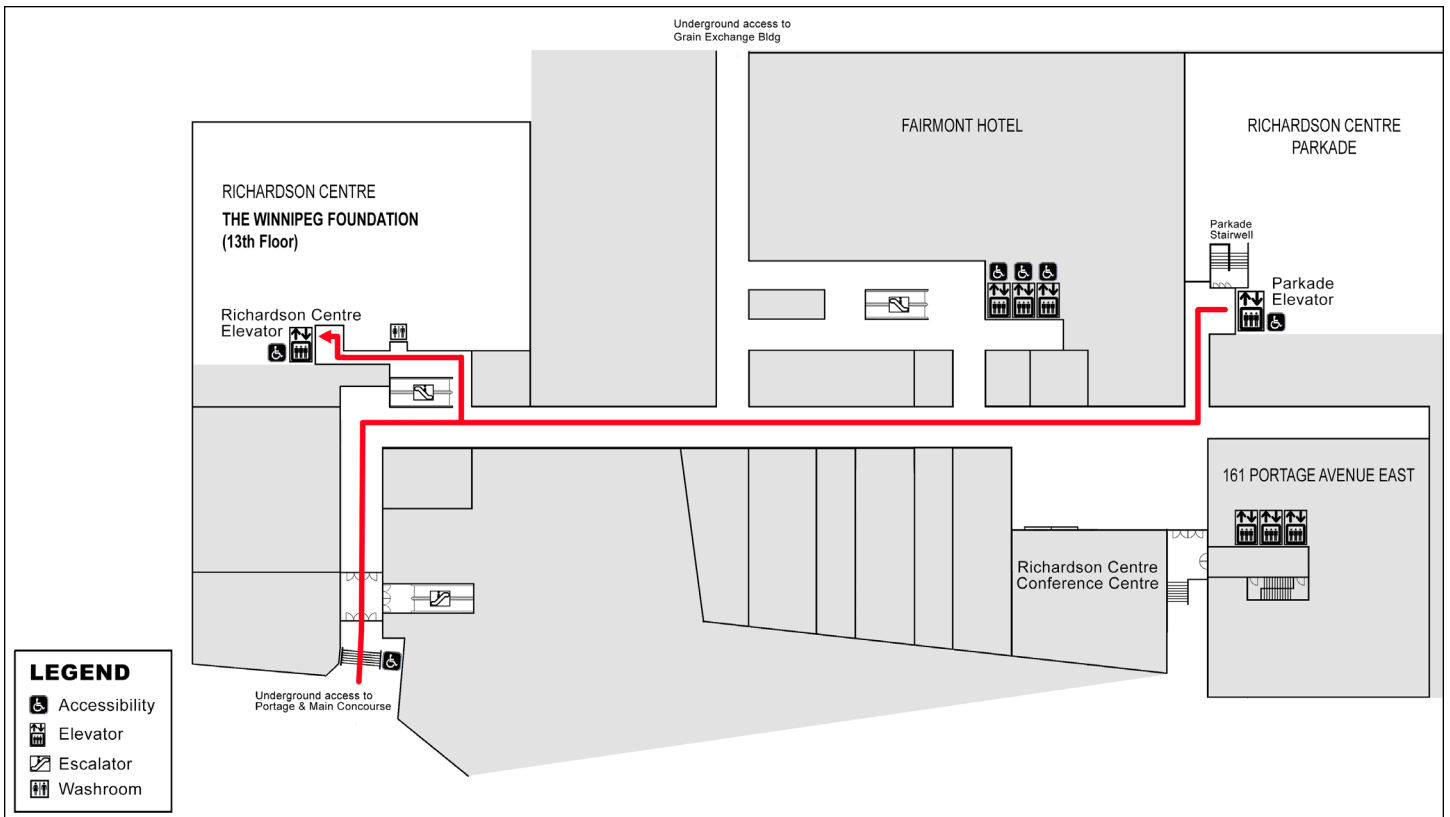 Underground access to
Grain Exchange Bldg
FAIRMONT HOTEL
RICHARDSON CENTRE
PARKADE
RICHARDSON CENTRE
THE WINNIPEG FOUNDATION
(13th Floor)
Parkade
Stairwell
Parkade
Elevator
Richardson Centre
Elevator
161 PORTAGE AVENUE EAST
Richardson Centre
Conference Centre
Underground access to
Portage & Main Concourse
LEGEND
Accessibility
Elevator
Escalator
Washroom